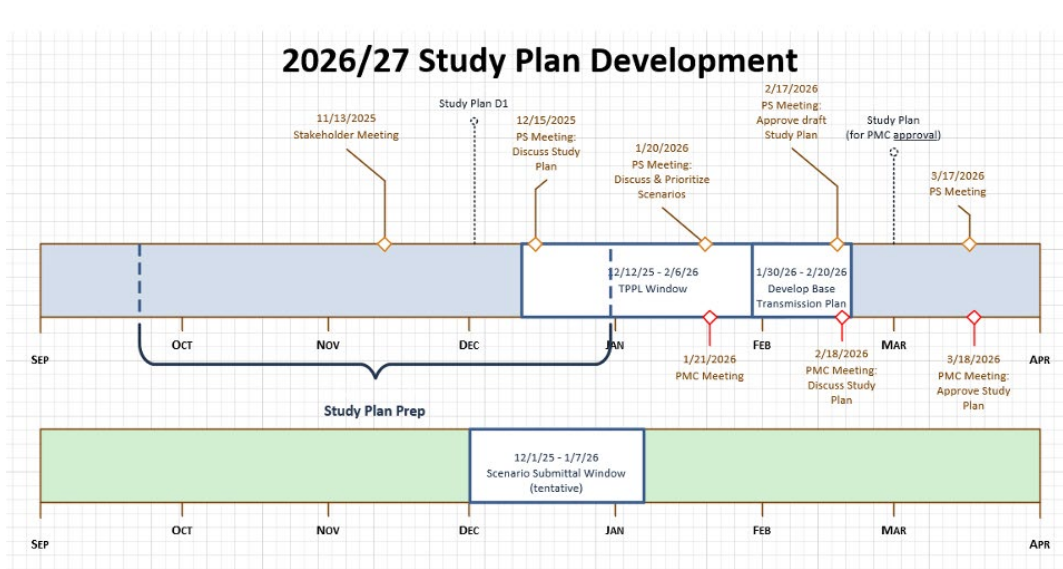 2026/27 Study Plan Development
Study Plan D1
11/13/2025
Stakeholder Meeting
12/15/2025
PS Meeting:
Discuss Study
Plan
1/20/2026
PS Meeting:
Discuss & Prioritize
Scenarios
2/17/2026
PS Meeting:
Approve draft
Study Plan
Study Plan
(for PMC approval)
3/17/2026
PS Meeting
12/12/25 - 2/6/26
TPPL Window
1/30/26 - 2/20/26
Develop Base
Transmission Plan
SEP
OCT
NOV
DEC
JAN
FEB
MAR
APR
1/21/2026
PMC Meeting
2/18/2026
PMC Meeting:
Discuss Study
Plan
3/18/2026
PMC Meeting:
Approve Study
Plan
Study Plan Prep
12/1/25 - 1/7/26
Scenario Submittal Window
(tentative)
SEP
OCT
NOV
DEC
JAN
FEB
MAR
APR